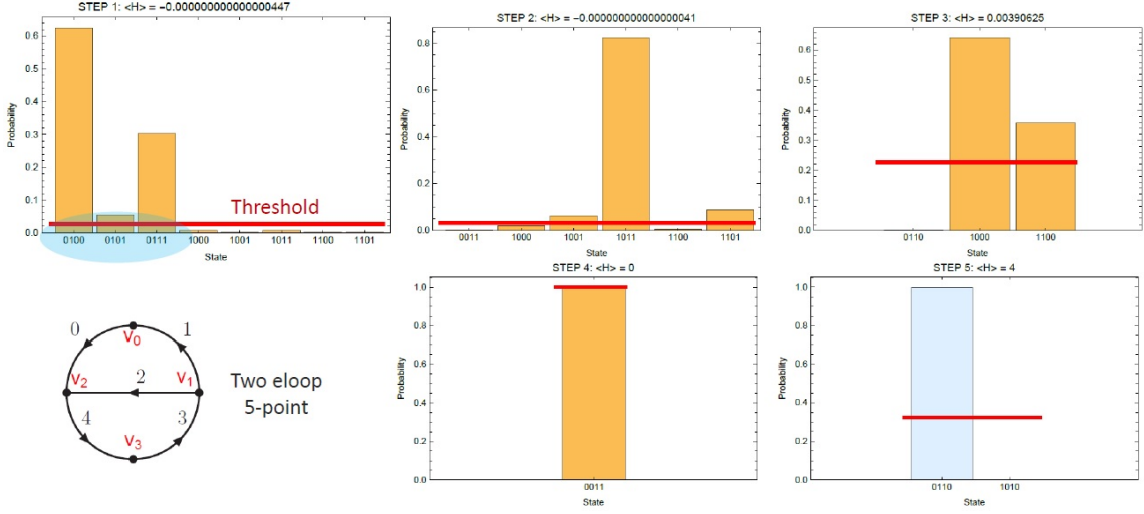 STEP 1: <H> = −0.000000000000000447
Probability
0.6
0.5
0.4
0.3
0.2
0.1
0.0
Threshold
0100 0101 0111 1000 1001 1011 1100 1101
State
STEP 2: <H> = −0.000000000000000041
Probability
0.8
0.6
0.4
0.2
0.0
0011 1000 1001 1011 1100 1101
State
STEP 3: <H> = 0.00390625
Probability
0.6
0.5
0.4
0.3
0.2
0.1
0.0
0110 1000 1100
State
0 1
V0
V2 2 V1
4 3
V3
Two eloop
5-point
STEP 4: <H> = 0
Probability
1.0
0.8
0.6
0.4
0.2
0.0
0011
State
STEP 5: <H> = 4
Probability
1.0
0.8
0.6
0.4
0.2
0.0
0110 1010
State